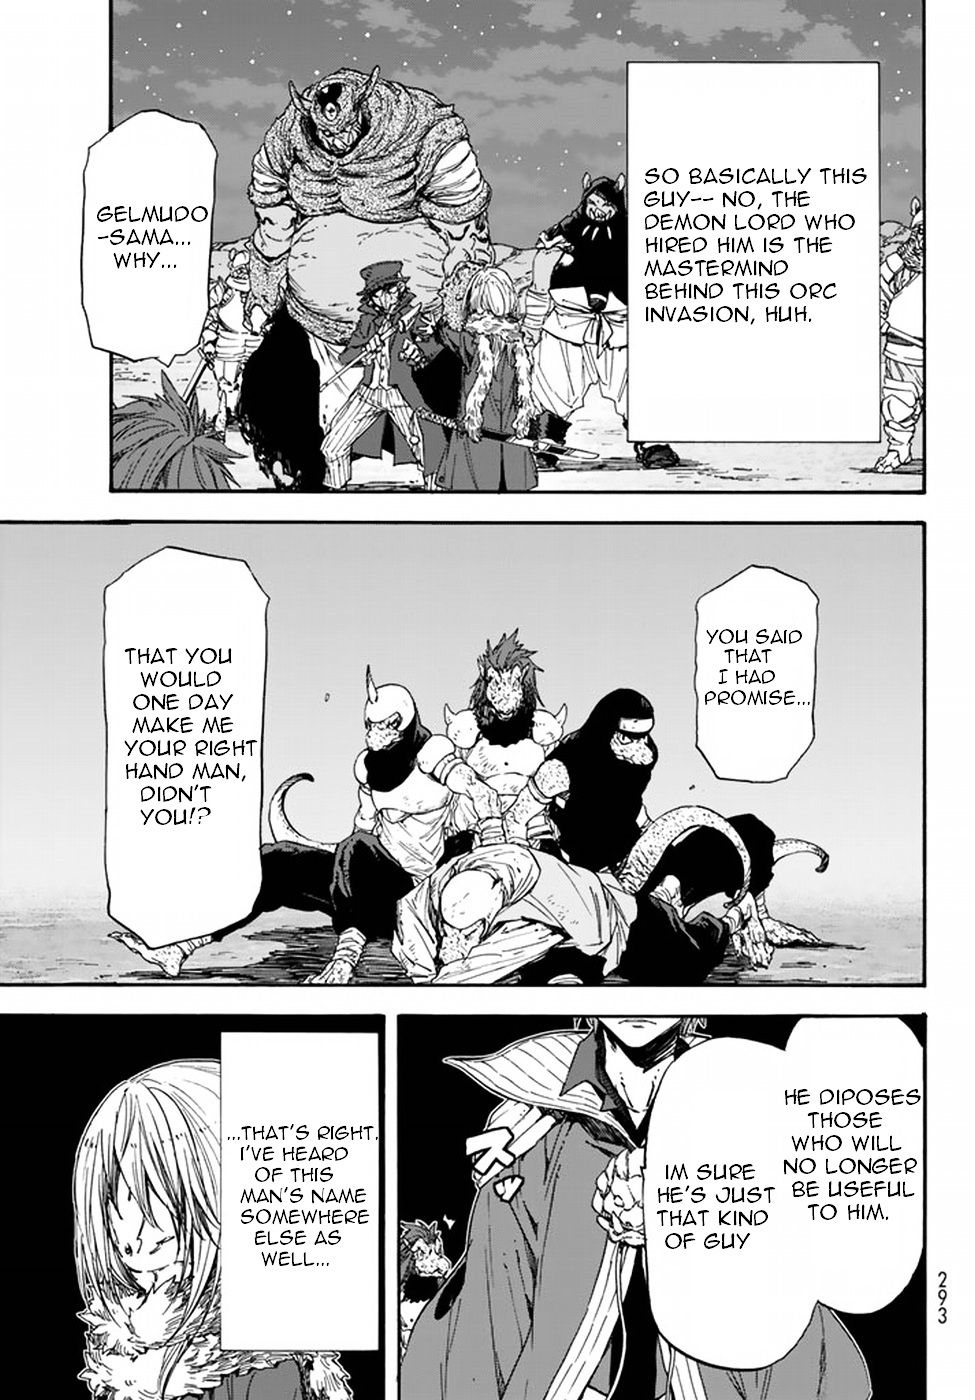 SO BASICALLY THIS
GUY-- NO, THE
DEMON LORD WHO
HIRED HIM IS THE
MASTERMIND
BEHIND THIS ORC
INVASION, HUH.
GELMUDO
-SAMA...
WHY...
YOU SAID
THAT
I HAD
PROMISE...
THAT YOU
WOULD
ONE DAY
MAKE ME
YOUR RIGHT
HAND MAN,
DIDN'T
YOU!?
HE DIPOSES
THOSE
WHO WILL
NO LONGER
BE USEFUL
TO HIM.
IM SURE
HE'S JUST
THAT KIND
OF GUY
...THAT'S RIGHT.
I'VE HEARD
OF THIS
MAN'S NAME
SOMEWHERE
ELSE AS
WELL...
293